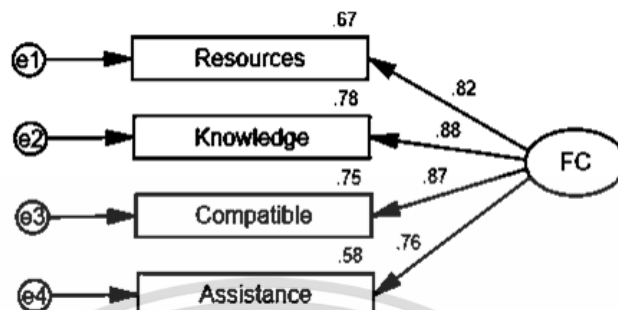 .67
e1 Resources
.82
.78
e2 Knowledge
.88
FC
.75
.87
e3 Compatible
.58
.76
e4 Assistance